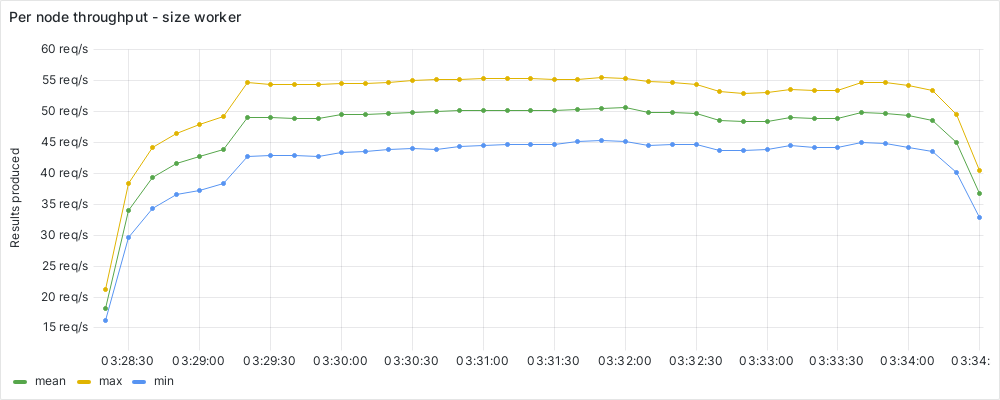 Per node throughput - size worker
60 req/s
55 req/s
50 req/s
45 req/s
40 req/s
35 req/s
30 req/s
25 req/s
20 req/s
15 req/s
Results produced
03:28:30 03:29:00 03:29:30 03:30:00 03:30:30 03:31:00 03:31:30 03:32:00 03:32:30 03:33:00 03:33:30 03:34:00 03:34:
mean max min